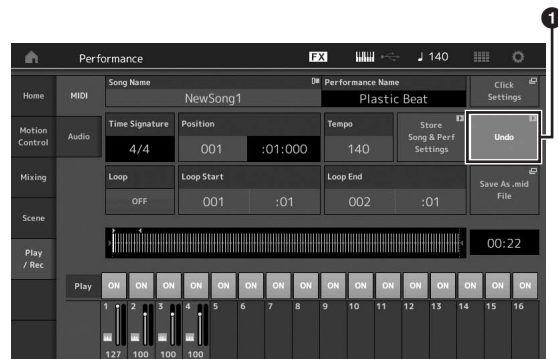 1
Performance
FX
♩ 140
Home
MIDI
Song Name
NewSong1
Performance Name
Plastic Beat
Click
Settings
Motion
Control
Audio
Time Signature
4/4
Position
001
:01:000
Tempo
140
Store
Song & Perf
Settings
Undo
Mixing
Loop
OFF
Loop Start
001
:01
Loop End
002
:01
Save As .mid
File
Scene
Play
/ Rec
00:22
Play
ON ON ON ON ON ON ON ON ON ON ON ON ON ON ON ON
1 2 3 4 5 6 7 8 9 10 11 12 13 14 15 16
127 100 100 100